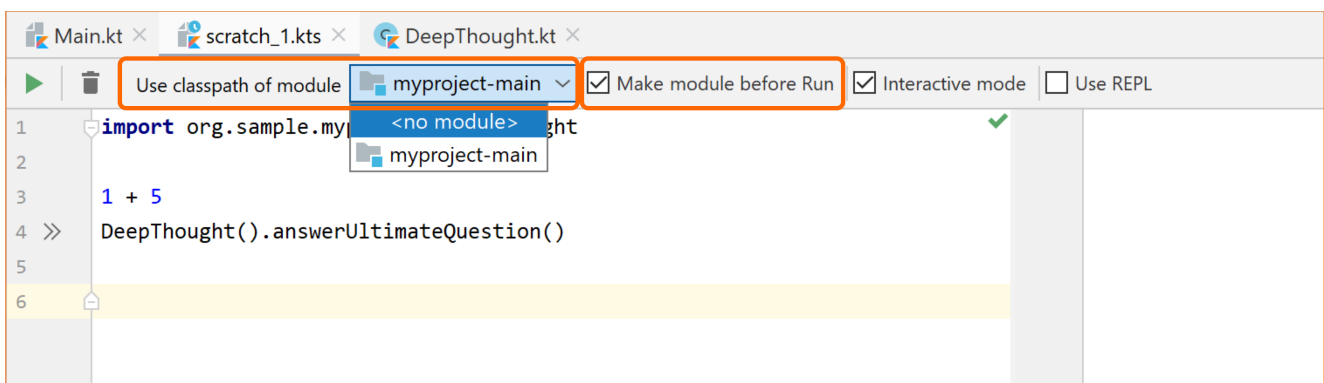 Main.kt scratch_1.kts DeepThought.kt
Use classpath of module myproject-main Make module before Run Interactive mode Use REPL
<no module>
myproject-main
1 import org.sample.my ght
2
3 1 + 5
4 DeepThought().answerUltimateQuestion()
5
6